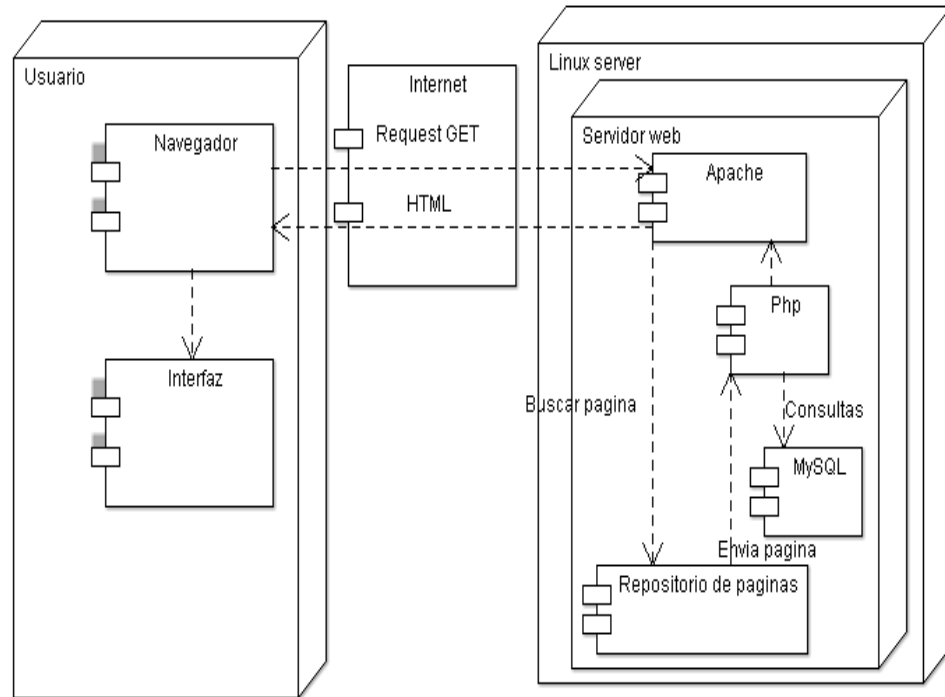 Usuario
Navegador
Interfaz
Internet
Request GET
HTML
Linux server
Servidor web
Apache
Php
Buscar pagina
Consultas
MySQL
Envia pagina
Repositorio de paginas